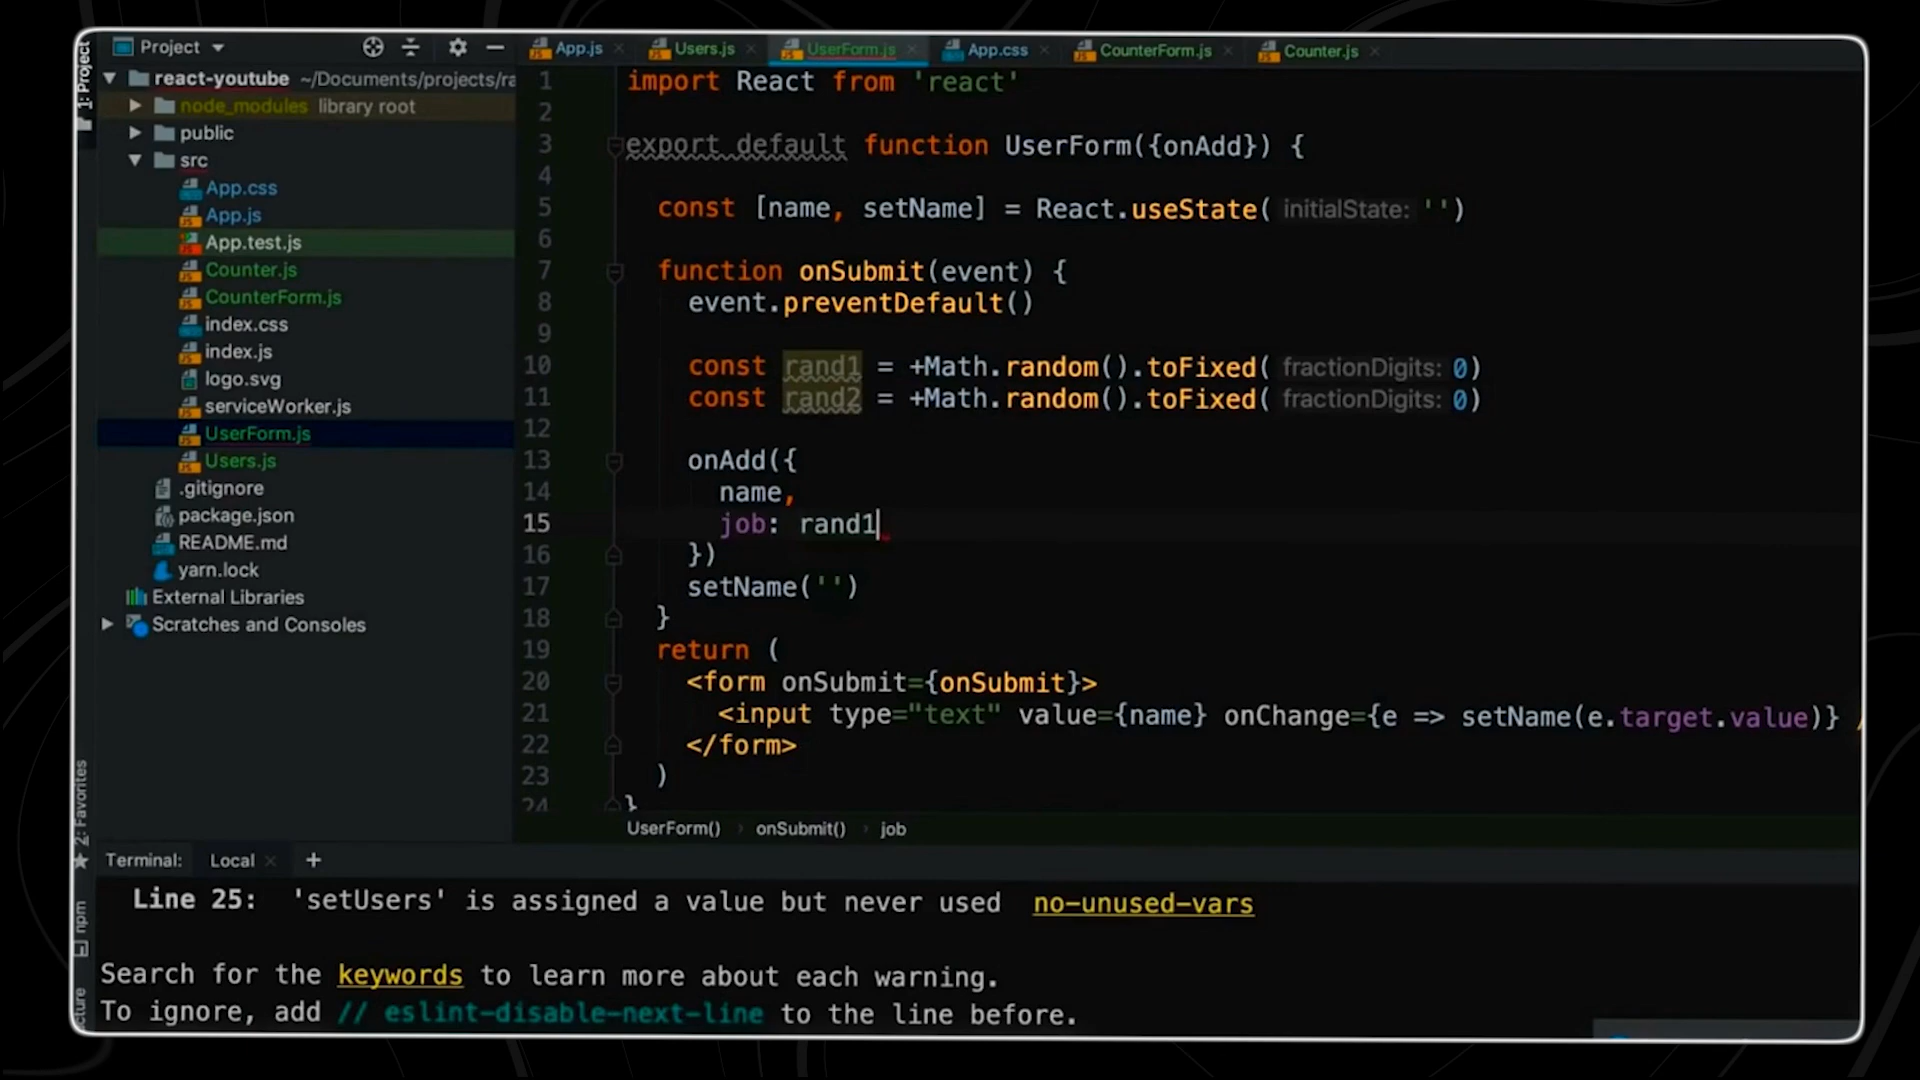 1: Project
Project
react-youtube ~/Documents/projects/ra
node_modules library root
public
src
App.css
App.js
App.test.js
Counter.js
CounterForm.js
index.css
index.js
logo.svg
serviceWorker.js
UserForm.js
Users.js
.gitignore
package.json
README.md
yarn.lock
External Libraries
Scratches and Consoles
App.js Users.js UserForm.js App.css CounterForm.js Counter.js
1 import React from 'react'
2
3 export default function UserForm({onAdd}) {
4
5 const [name, setName] = React.useState( initialState: '')
6
7 function onSubmit(event) {
8 event.preventDefault()
9
10 const rand1 = +Math.random().toFixed( fractionDigits: 0)
11 const rand2 = +Math.random().toFixed( fractionDigits: 0)
12
13 onAdd({
14 name,
15 job: rand1
16 })
17 setName('')
18 }
19 return (
20 <form onSubmit={onSubmit}>
21 <input type="text" value={name} onChange={e => setName(e.target.value)} /
22 </form>
23 )
24 }
UserForm() › onSubmit() › job
2: Favorites
npm
Terminal: Local × +
Line 25: 'setUsers' is assigned a value but never used no-unused-vars
Search for the keywords to learn more about each warning.
To ignore, add // eslint-disable-next-line to the line before.